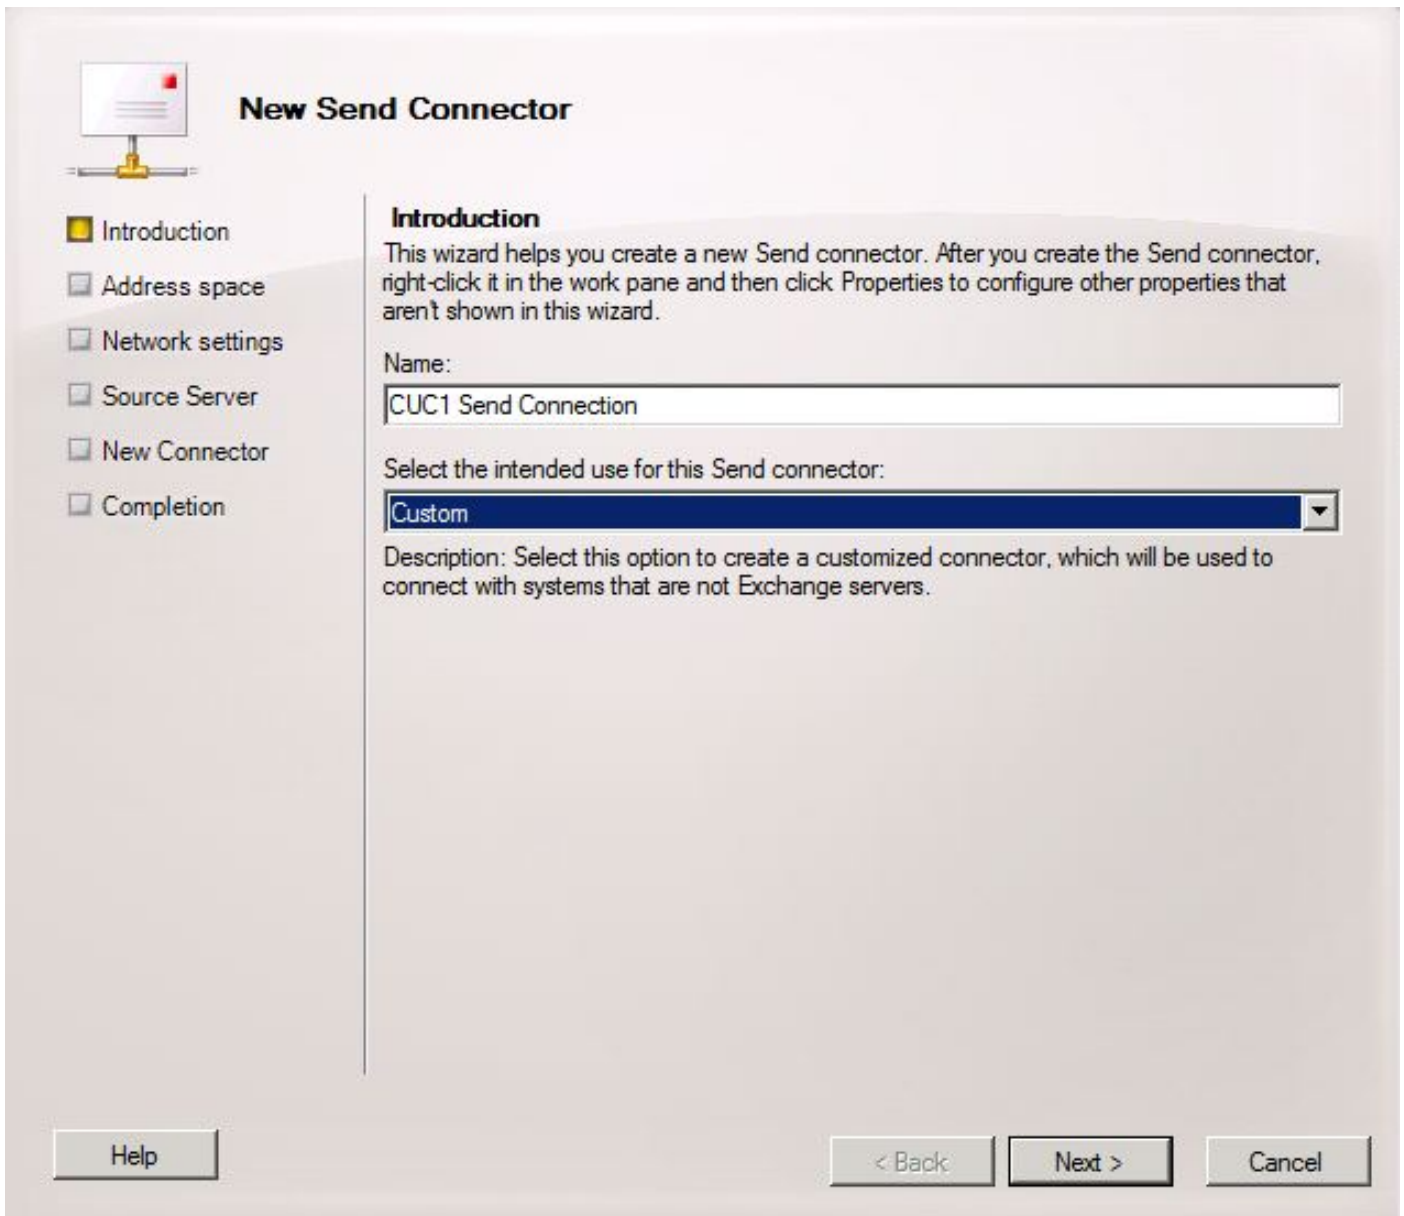 New Send Connector
Introduction
Address space
Network settings
Source Server
New Connector
Completion
Introduction
This wizard helps you create a new Send connector. After you create the Send connector,
right-click it in the work pane and then click Properties to configure other properties that
aren't shown in this wizard.
Name:
CUC1 Send Connection
Select the intended use for this Send connector:
Custom
Description: Select this option to create a customized connector, which will be used to
connect with systems that are not Exchange servers.
Help
< Back
Next >
Cancel